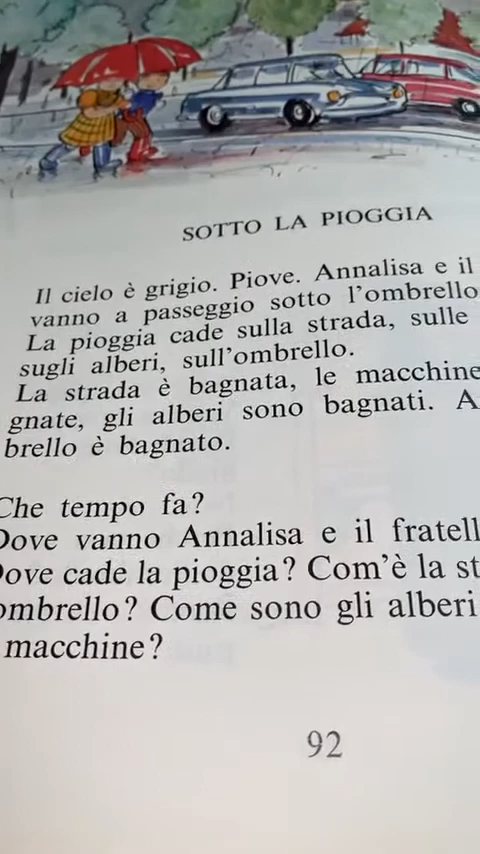 SOTTO LA PIOGGIA
Il cielo è grigio. Piove. Annalisa e il
vanno a passeggio sotto l'ombrello
La pioggia cade sulla strada, sulle
sugli alberi, sull'ombrello.
La strada è bagnata, le macchine
gnate, gli alberi sono bagnati. A
brello è bagnato.
Che tempo fa?
Dove vanno Annalisa e il fratell
Dove cade la pioggia? Com'è la st
ombrello? Come sono gli alberi
macchine?
92